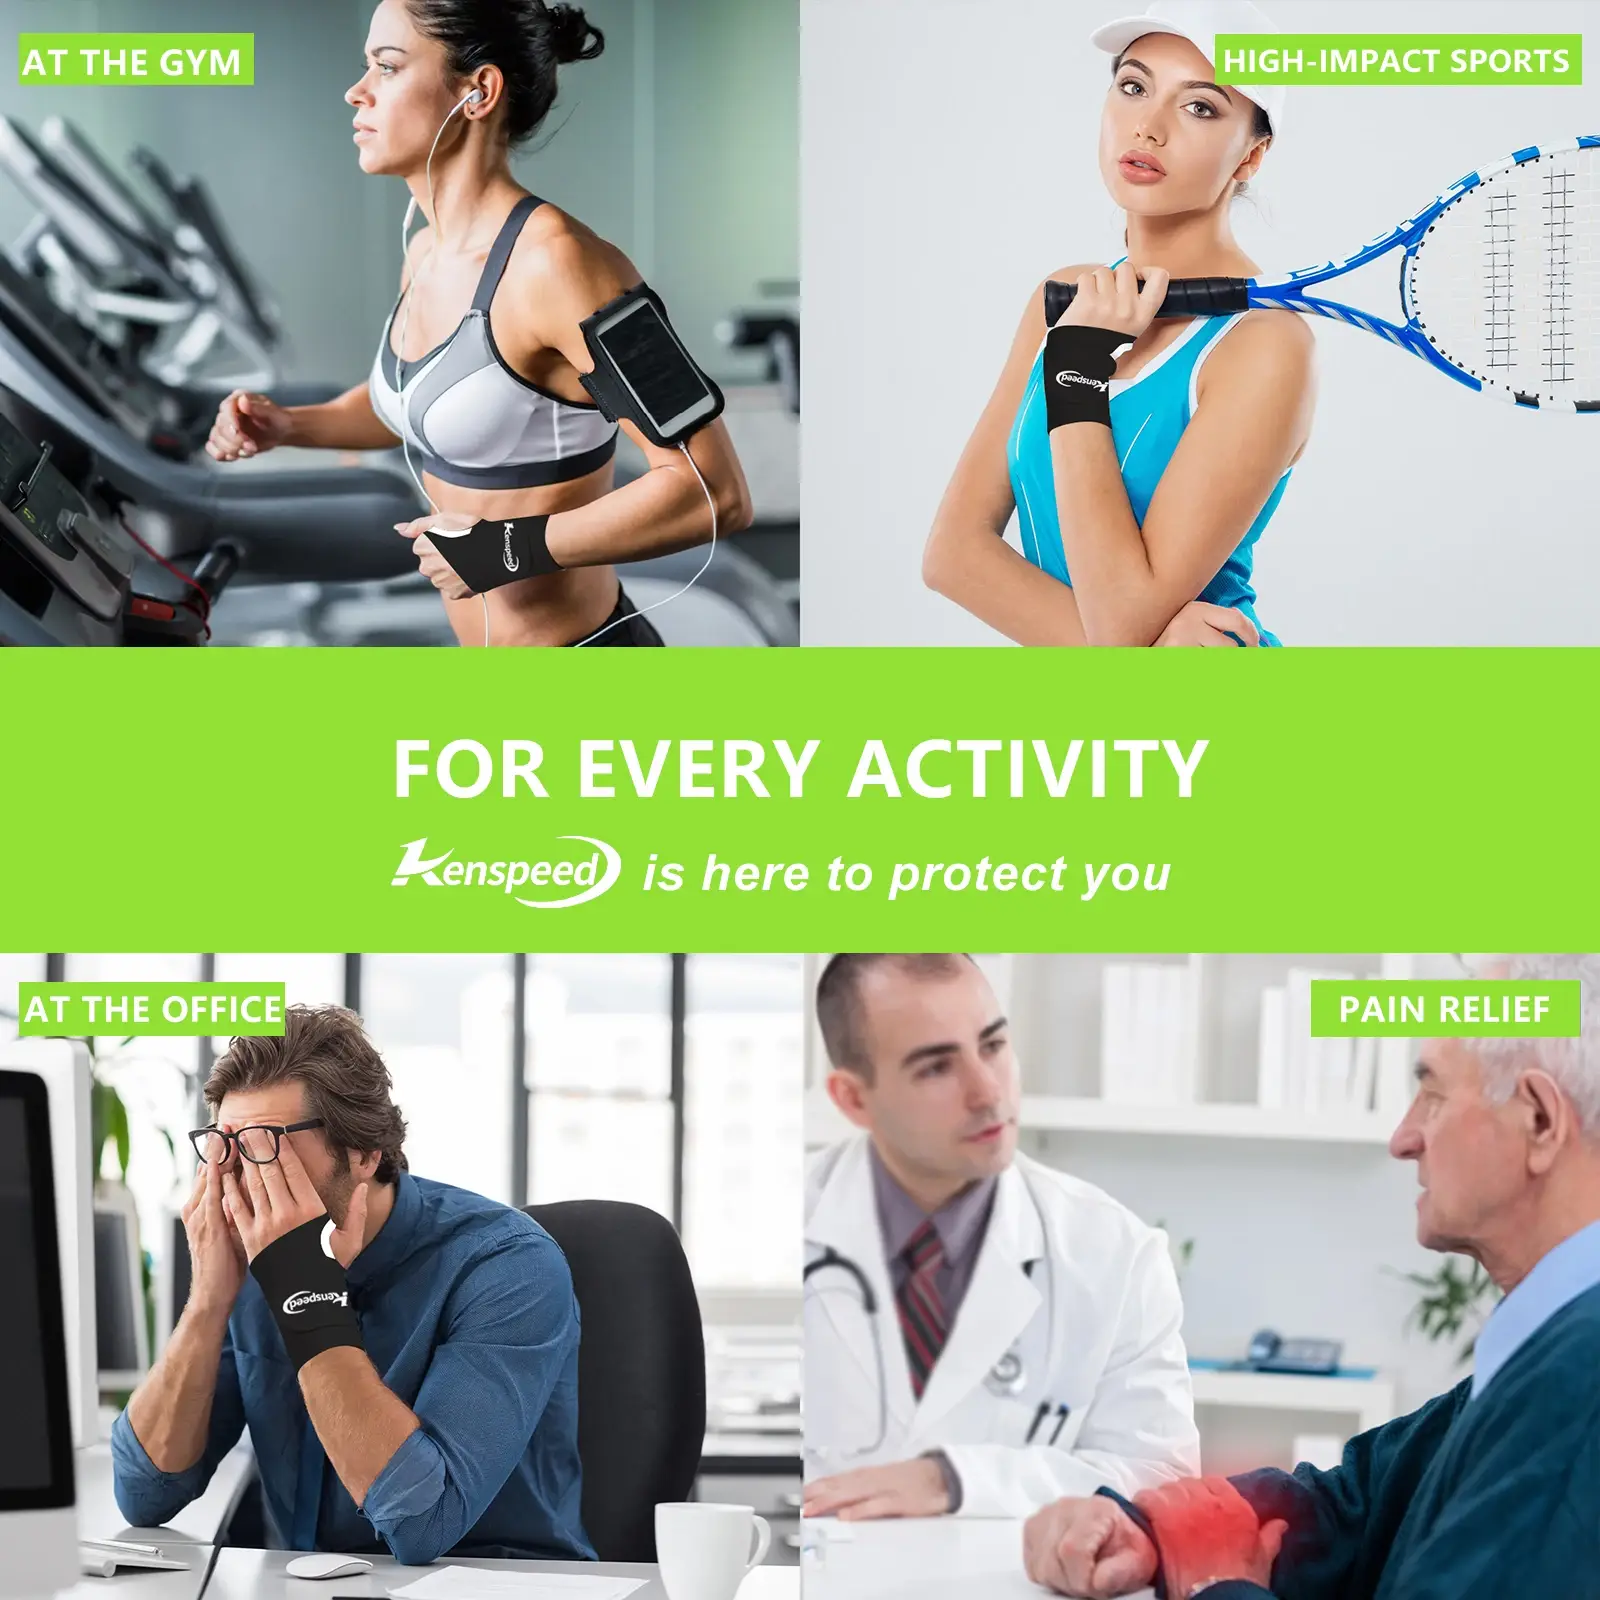 AT THE GYM
HIGH-IMPACT SPORTS
Kenspeed
Kenspeed
FOR EVERY ACTIVITY
Kenspeed is here to protect you
AT THE OFFICE
PAIN RELIEF
Kenspeed